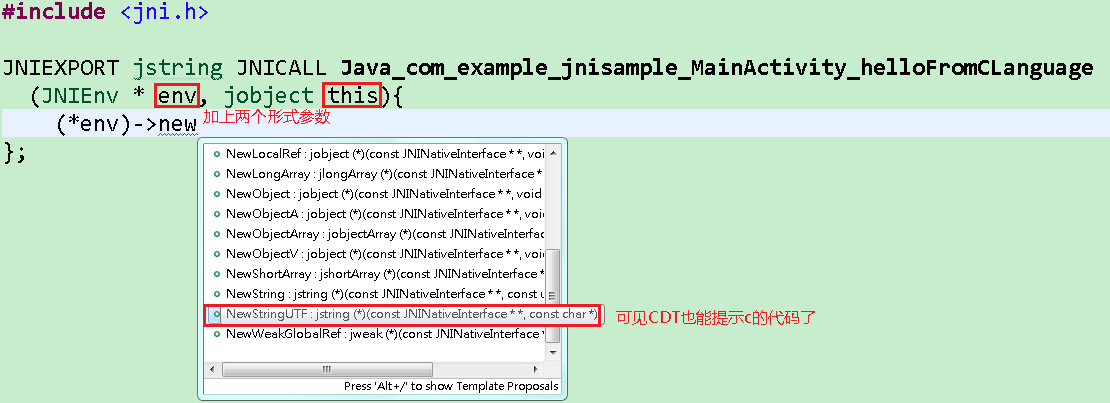 #include <jni.h>
JNIEXPORT jstring JNICALL Java_com_example_jnisample_MainActivity_helloFromCLanguage
(JNIEnv * env, jobject this){
(*env)->new 加上两个形式参数
};
NewLocalRef : jobject (*)(const JNINativeInterface * *, voi
NewLongArray : jlongArray (*)(const JNINativeInterface *
NewObject : jobject (*)(const JNINativeInterface * *, void
NewObjectA : jobject (*)(const JNINativeInterface * *, voi
NewObjectArray : jobjectArray (*)(const JNINativeInterfac
NewObjectV : jobject (*)(const JNINativeInterface * *, voi
NewShortArray : jshortArray (*)(const JNINativeInterface *
NewString : jstring (*)(const JNINativeInterface * *, const u
NewStringUTF : jstring (*)(const JNINativeInterface * *, const char *) 可见CDT也能提示c的代码了
NewWeakGlobalRef : jweak (*)(const JNINativeInterface *
Press 'Alt+/' to show Template Proposals